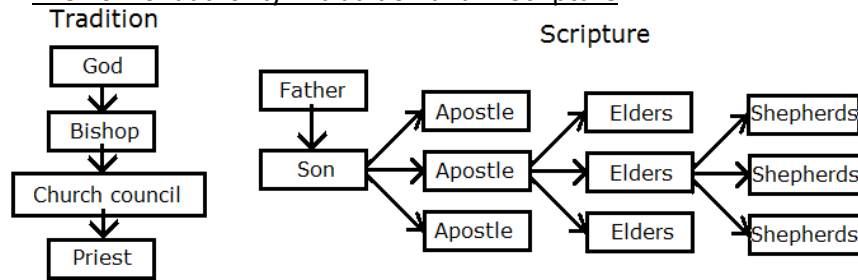 Tradition
God
Bishop
Church council
Priest
Scripture
Father
Son
Apostle
Apostle
Apostle
Elders
Elders
Elders
Shepherds
Shepherds
Shepherds